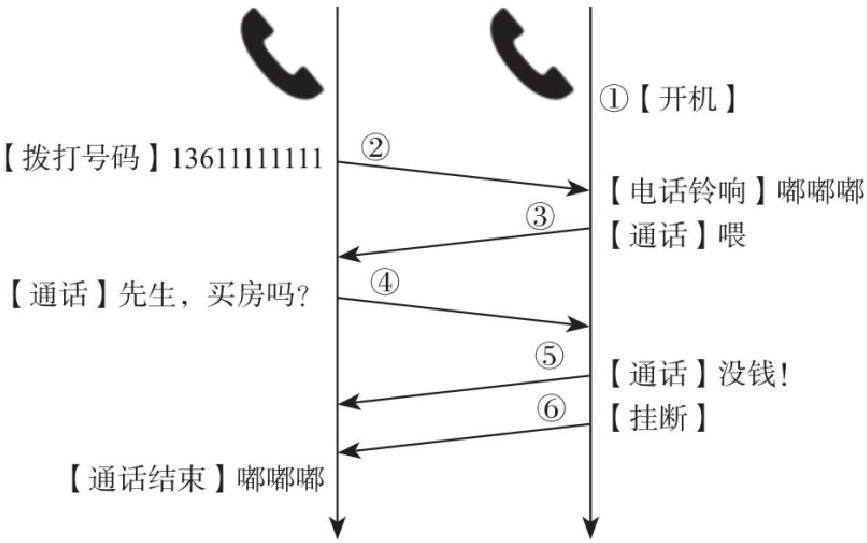 ①【开机】
【拨打号码】13611111111
②
【电话铃响】嘟嘟嘟
③
【通话】喂
【通话】先生，买房吗?
④
⑤
【通话】没钱!
⑥
【挂断】
【通话结束】嘟嘟嘟